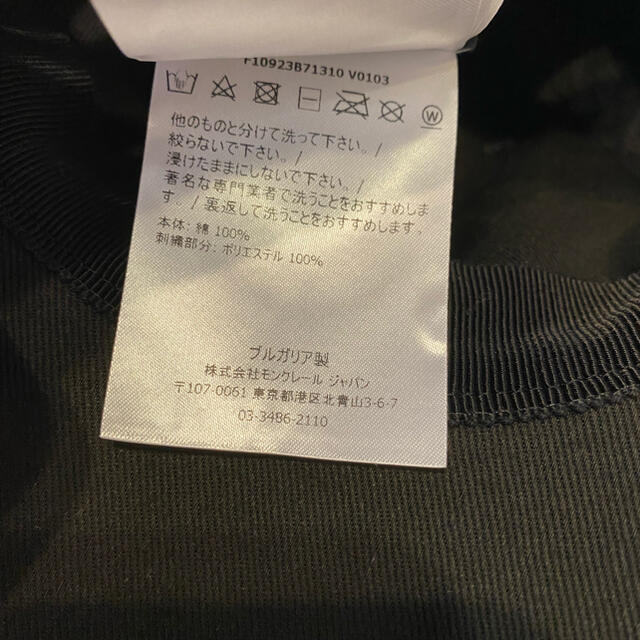 F10923B71310 V0103
W
他のものと分けて洗って下さい。/
絞らないで下さい。/
浸けたままにしないで下さい。/
著名な専門業者で洗うことをおすすめしま
す。/ 裏返して洗うことをおすすめします。
本体: 綿 100%
刺繍部分: ポリエステル 100%
ブルガリア製
株式会社モンクレール ジャパン
〒107-0061 東京都港区北青山3-6-7
03-3486-2110